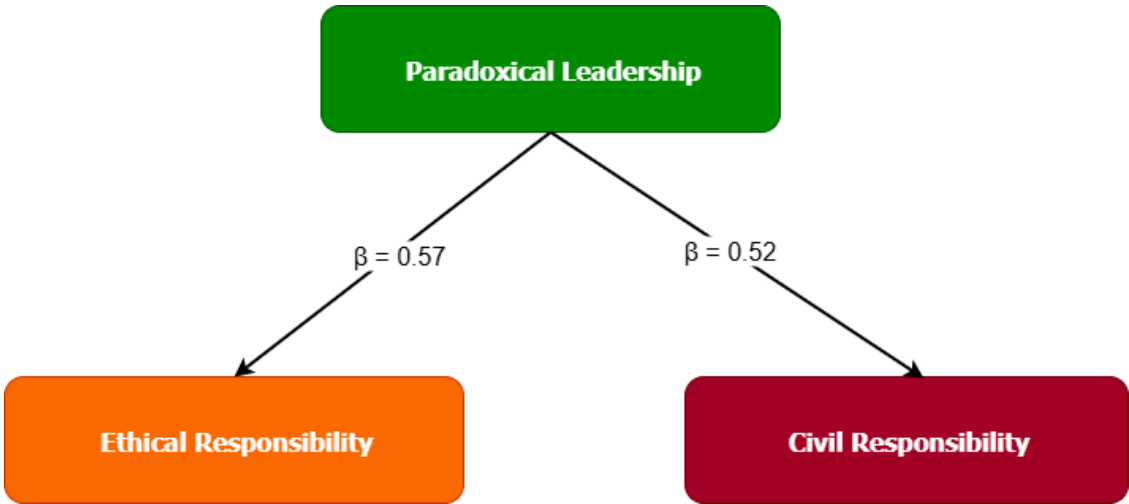 Paradoxical Leadership
β = 0.57
β = 0.52
Ethical Responsibility
Civil Responsibility